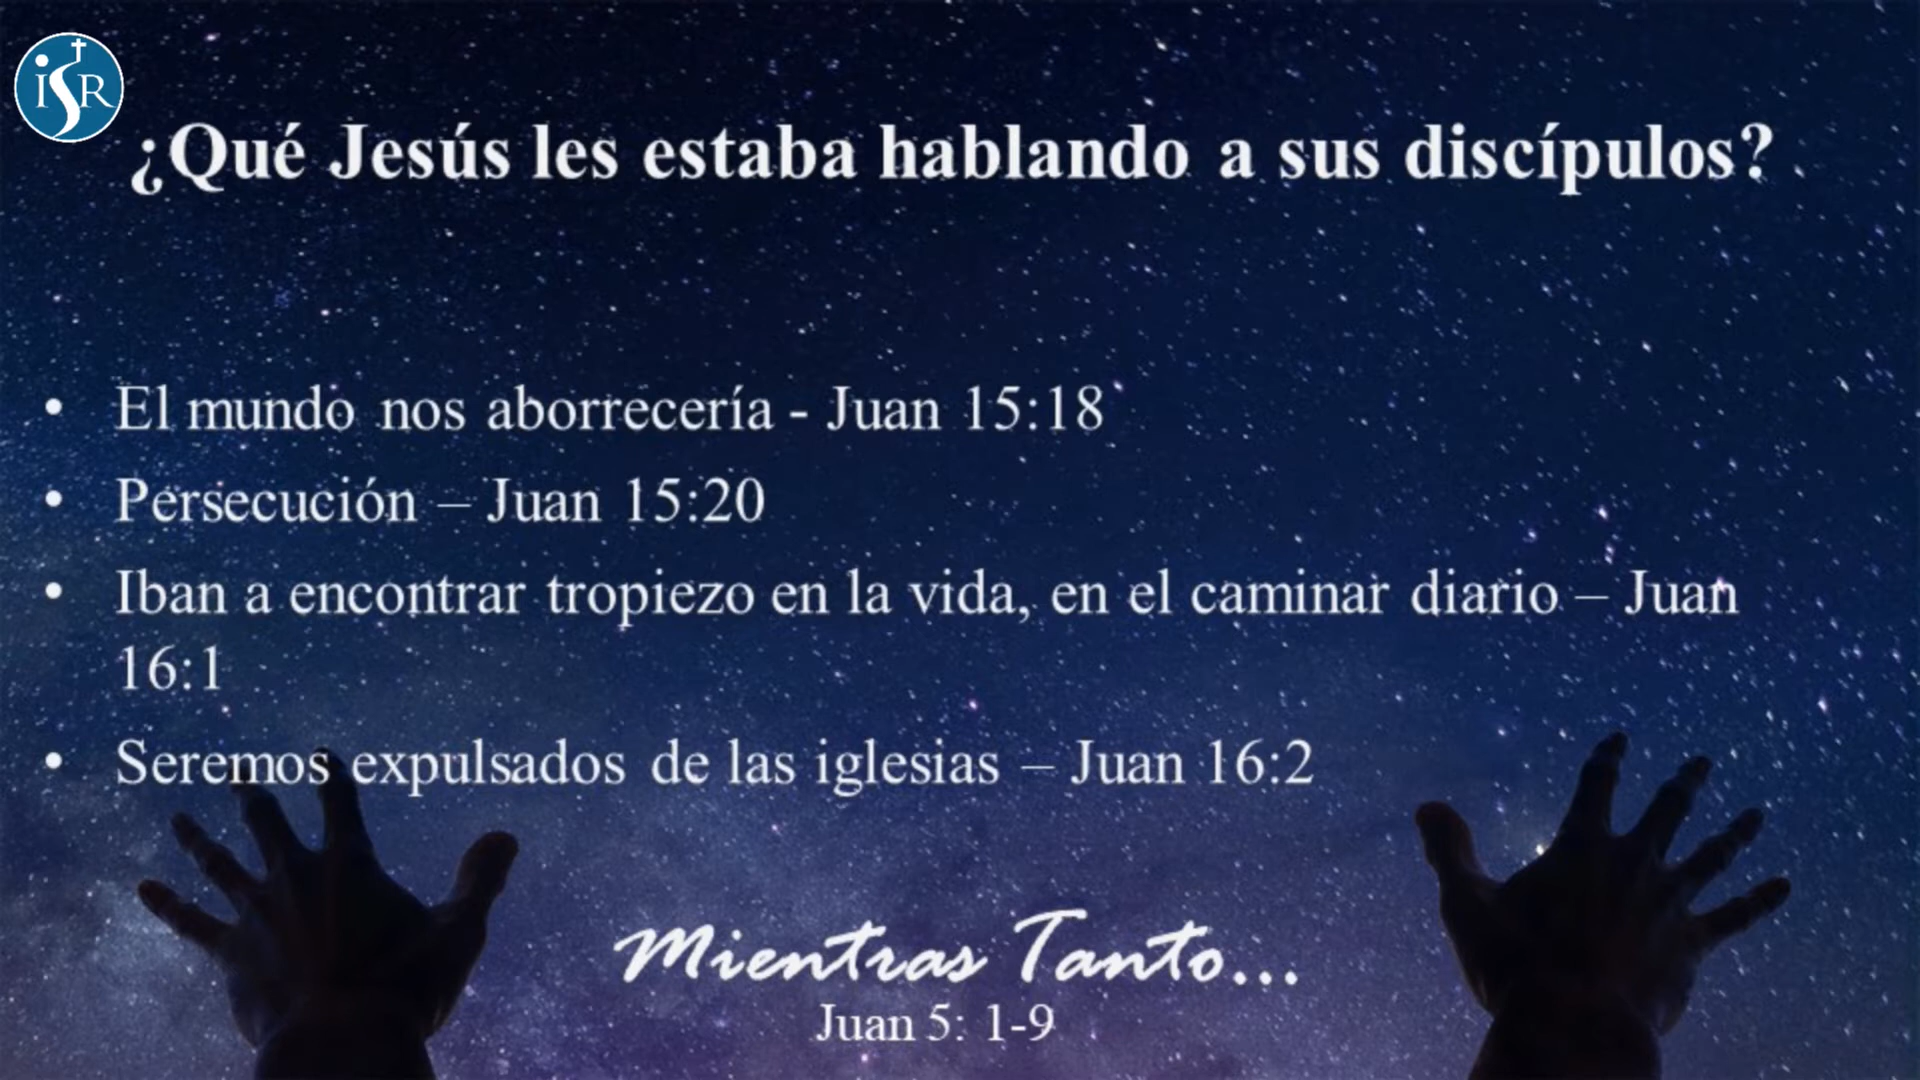 iSR
¿Qué Jesús les estaba hablando a sus discípulos?
• El mundo nos aborrecería - Juan 15:18
• Persecución – Juan 15:20
• Iban a encontrar tropiezo en la vida, en el caminar diario – Juan
16:1
• Seremos expulsados de las iglesias – Juan 16:2
Mientras Tanto...
Juan 5: 1-9